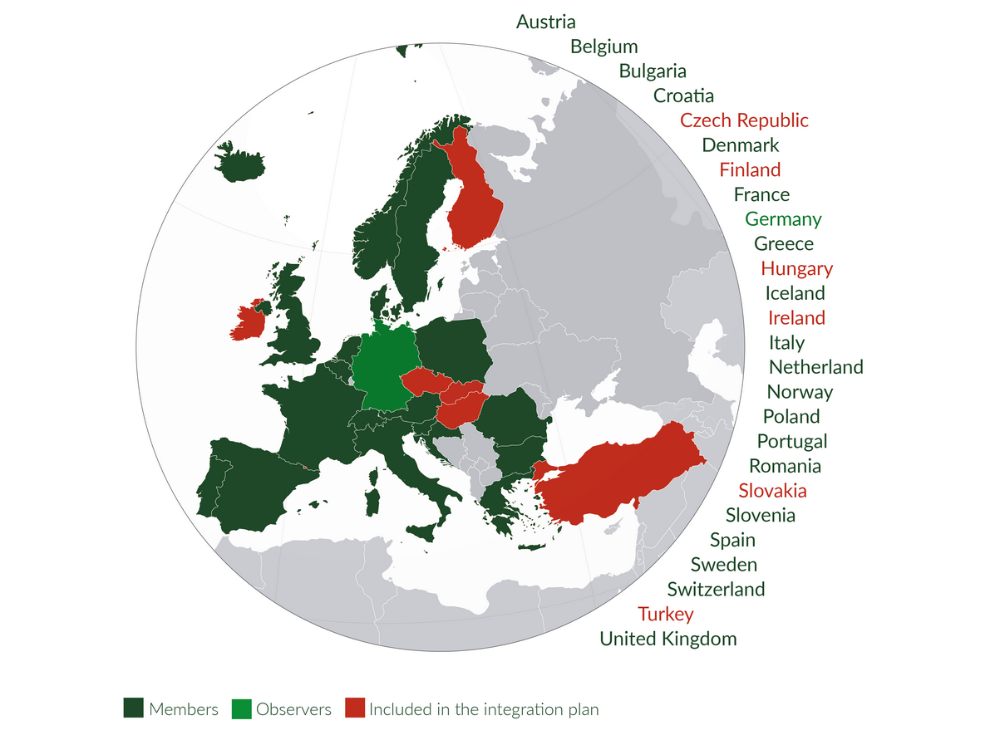 Austria
Belgium
Bulgaria
Croatia
Czech Republic
Denmark
Finland
France
Germany
Greece
Hungary
Iceland
Ireland
Italy
Netherland
Norway
Poland
Portugal
Romania
Slovakia
Slovenia
Spain
Sweden
Switzerland
Turkey
United Kingdom
Members Observers Included in the integration plan